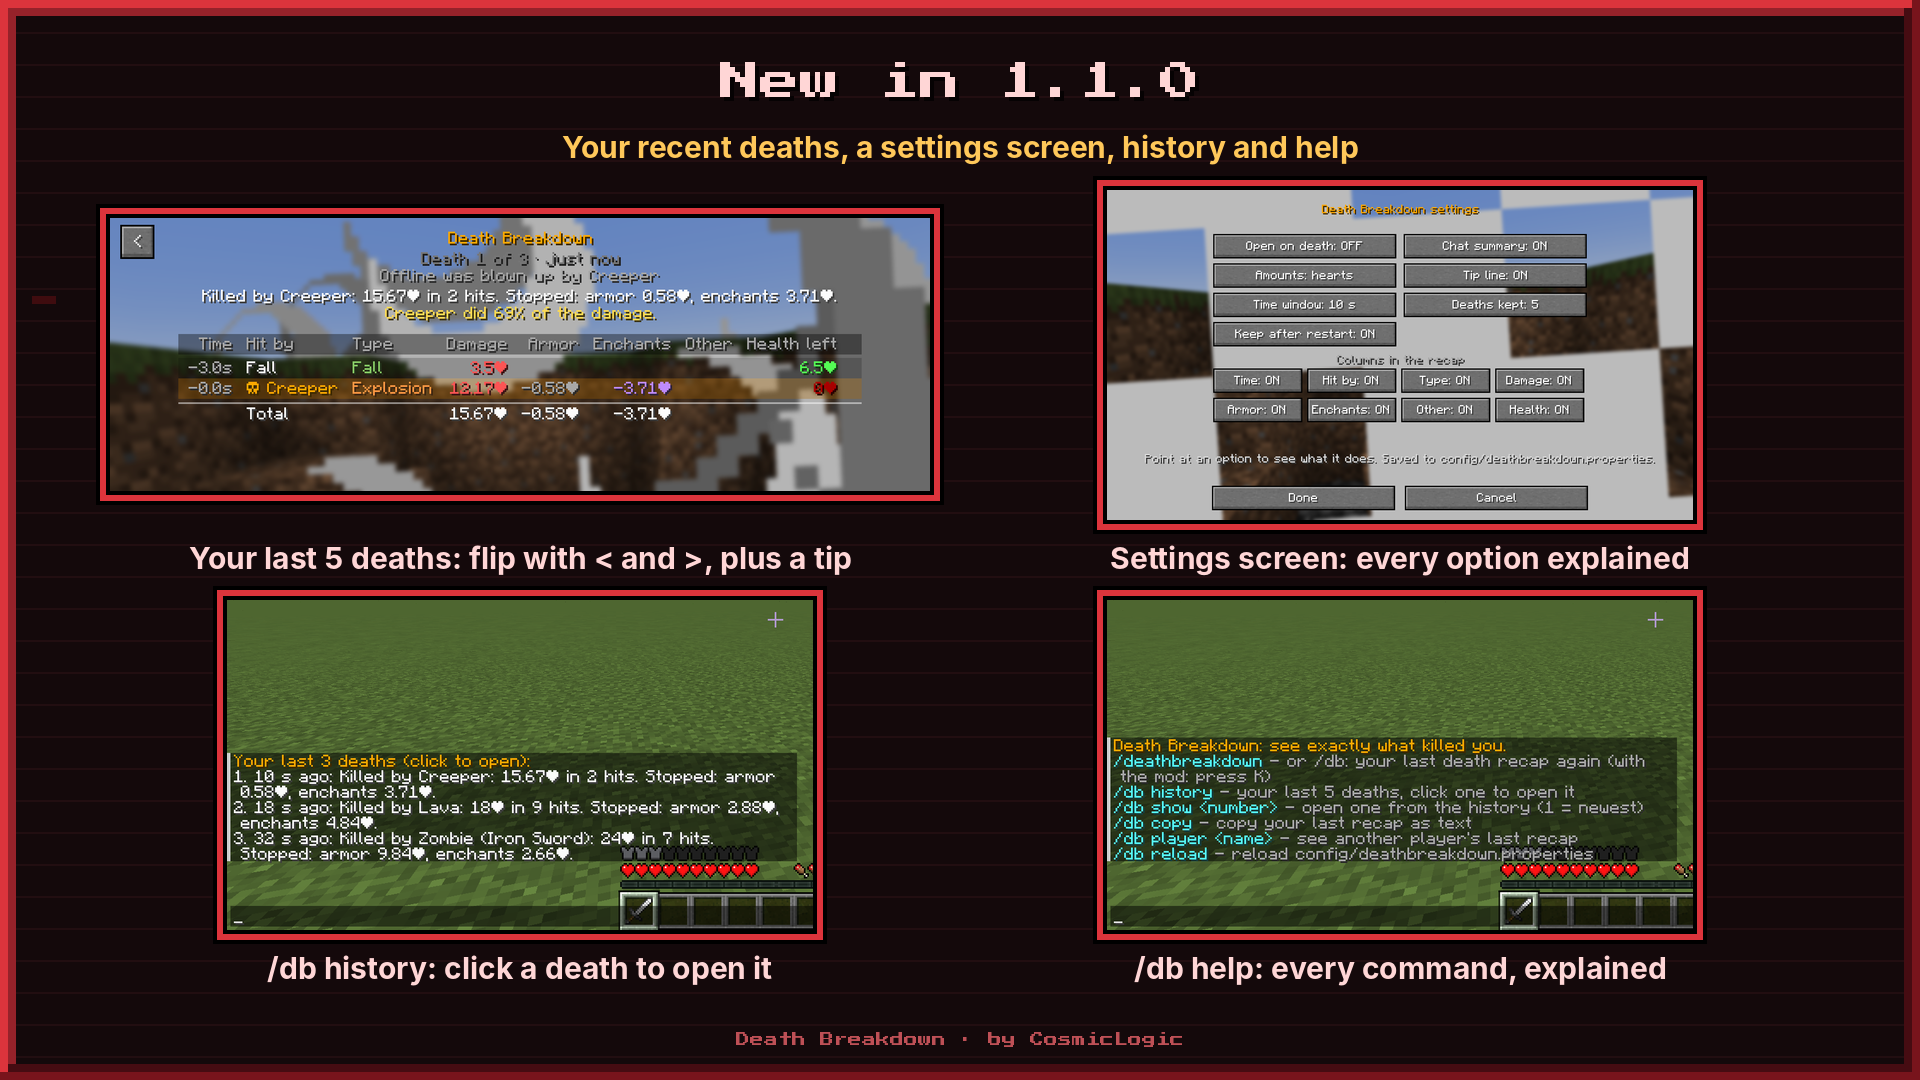 New in 1.1.0
Your recent deaths, a settings screen, history and help
<
Death Breakdown
Death 1 of 3 · just now
Offline was blown up by Creeper
Killed by Creeper: 15.67♥ in 2 hits. Stopped: armor 0.58♥, enchants 3.71♥.
Creeper did 69% of the damage.
Time Hit by Type Damage Armor Enchants Other Health left
-3.0s Fall Fall 3.5♥ 6.5♥
-0.0s ☠ Creeper Explosion 12.17♥ -0.58♥ -3.71♥ 0♥
Total 15.67♥ -0.58♥ -3.71♥
Your last 5 deaths: flip with < and >, plus a tip
Death Breakdown settings
Open on death: OFF Chat summary: ON
Amounts: hearts Tip line: ON
Time window: 10 s Deaths kept: 5
Keep after restart: ON
Columns in the recap
Time: ON Hit by: ON Type: ON Damage: ON
Armor: ON Enchants: ON Other: ON Health: ON
Point at an option to see what it does. Saved to config/deathbreakdown.properties.
Done Cancel
Settings screen: every option explained
Your last 3 deaths (click to open):
1. 10 s ago: Killed by Creeper: 15.67♥ in 2 hits. Stopped: armor
0.58♥, enchants 3.71♥.
2. 18 s ago: Killed by Lava: 18♥ in 9 hits. Stopped: armor 2.88♥,
enchants 4.84♥.
3. 32 s ago: Killed by Zombie (Iron Sword): 24♥ in 7 hits.
Stopped: armor 9.84♥, enchants 2.66♥.
_
/db history: click a death to open it
Death Breakdown: see exactly what killed you.
/deathbreakdown – or /db: your last death recap again (with
the mod: press K)
/db history – your last 5 deaths, click one to open it
/db show <number> – open one from the history (1 = newest)
/db copy – copy your last recap as text
/db player <name> – see another player's last recap
/db reload – reload config/deathbreakdown.properties
_
/db help: every command, explained
Death Breakdown · by CosmicLogic